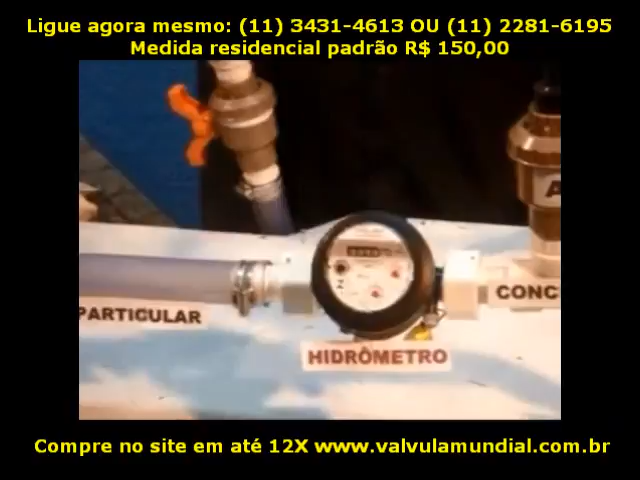 Ligue agora mesmo: (11) 3431-4613 OU (11) 2281-6195
Medida residencial padrão R$ 150,00
PARTICULAR
HIDRÔMETRO
Compre no site em até 12X www.valvulamundial.com.br